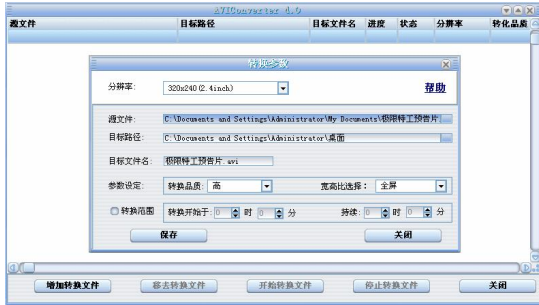 AVIConverter 4.0
源文件 目标路径 目标文件名 进度 状态 分辨率 转化品质
转换参数
分辨率: 320x240(2.4inch) 帮助
源文件: C:\Documents and Settings\Administrator\My Documents\极限特工预告片
目标路径: C:\Documents and Settings\Administrator\桌面
目标文件名: 极限特工预告片.avi
参数设定: 转换品质: 高 宽高比选择: 全屏
转换范围 转换开始于: 0 时 0 分 持续: 0 时 0 分
保存 关闭
增加转换文件 移去转换文件 开始转换文件 停止转换文件 关闭